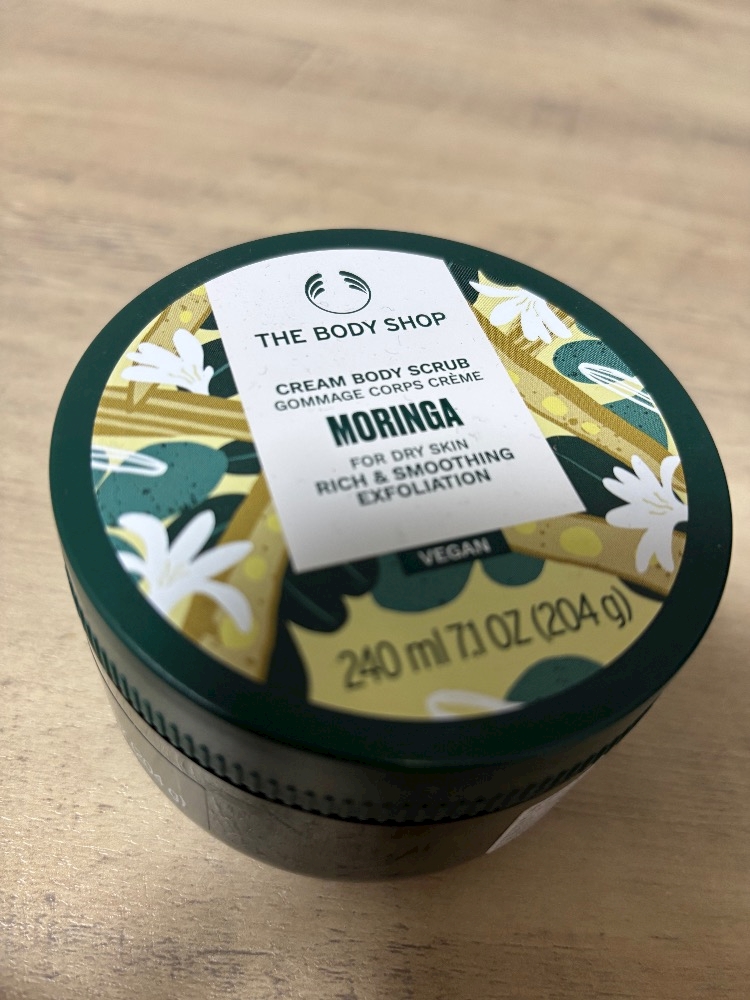 THE BODY SHOP
CREAM BODY SCRUB
GOMMAGE CORPS CRÈME
MORINGA
FOR DRY SKIN
RICH & SMOOTHING
EXFOLIATION
VEGAN
240 ml 7.1 OZ (204 g)